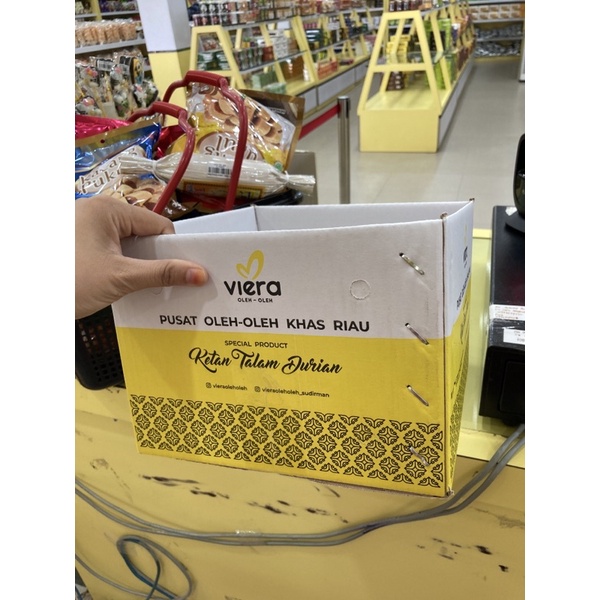 viera
OLEH - OLEH
PUSAT OLEH-OLEH KHAS RIAU
SPECIAL PRODUCT
Ketan Talam Durian
vieraoleholeh vieraoleholeh_sudirman